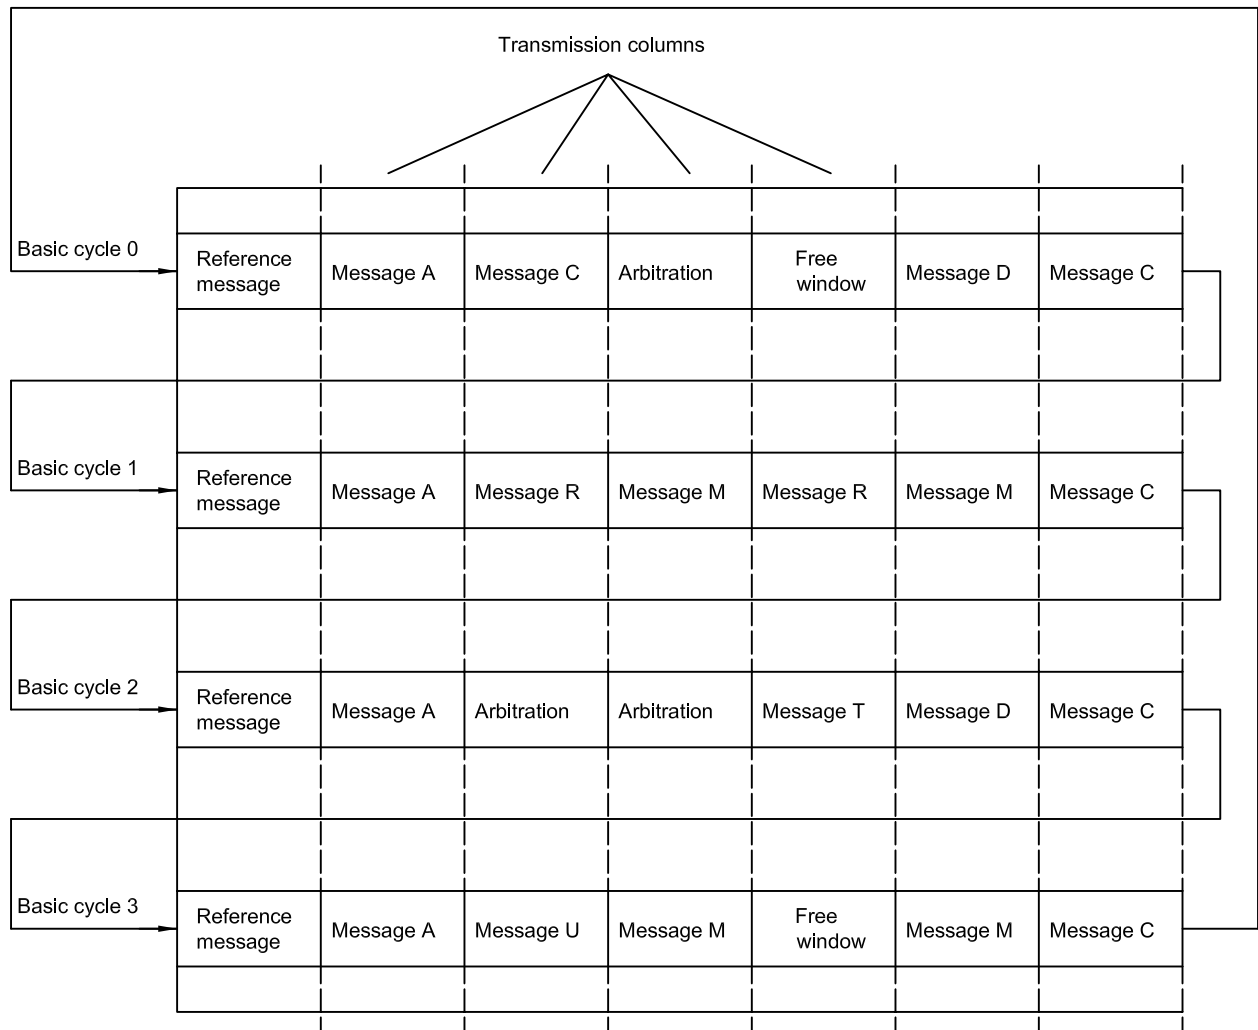 Transmission columns
Basic cycle 0
Reference
message
Message A
Message C
Arbitration
Free
window
Message D
Message C
Basic cycle 1
Reference
message
Message A
Message R
Message M
Message R
Message M
Message C
Basic cycle 2
Reference
message
Message A
Arbitration
Arbitration
Message T
Message D
Message C
Basic cycle 3
Reference
message
Message A
Message U
Message M
Free
window
Message M
Message C